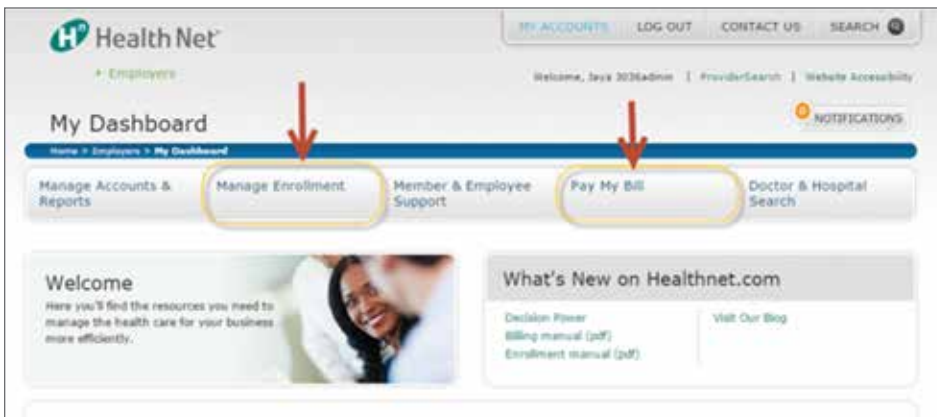 Health Net
MY ACCOUNTS LOG OUT CONTACT US SEARCH
Employers
Welcome, Jaya 3036admin | ProviderSearch | Website Accessibility
My Dashboard
0 NOTIFICATIONS
Home > Employers > My Dashboard
Manage Accounts & Reports
Manage Enrollment
Member & Employee Support
Pay My Bill
Doctor & Hospital Search
Welcome
Here you'll find the resources you need to
manage the health care for your business
more efficiently.
What's New on Healthnet.com
Decision Power
Billing manual (pdf)
Enrollment manual (pdf)
Visit Our Blog